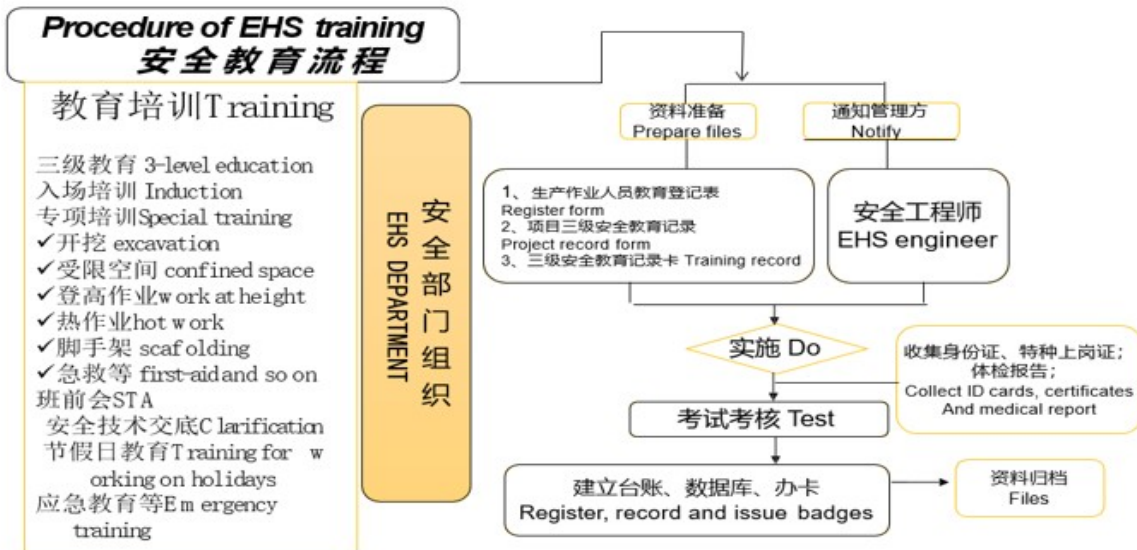 Procedure of EHS training
安全教育流程
教育培训Training
三级教育 3-level education
入场培训 Induction
专项培训Special training
✓开挖 excavation
✓受限空间 confined space
✓登高作业work at height
✓热作业hot work
✓脚手架 scaffolding
✓急救等 first-aid and so on
班前会STA
安全技术交底Clarification
节假日教育Training for w
orking on holidays
应急教育等Emergency
training
安全部门组织
EHS DEPARTMENT
资料准备
Prepare files
通知管理方
Notify
1、生产作业人员教育登记表
Register form
2、项目三级安全教育记录
Project record form
3、三级安全教育记录卡 Training record
安全工程师
EHS engineer
实施 Do
收集身份证、特种上岗证；
体检报告；
Collect ID cards, certificates
And medical report
考试考核 Test
建立台账、数据库、办卡
Register, record and issue badges
资料归档
Files